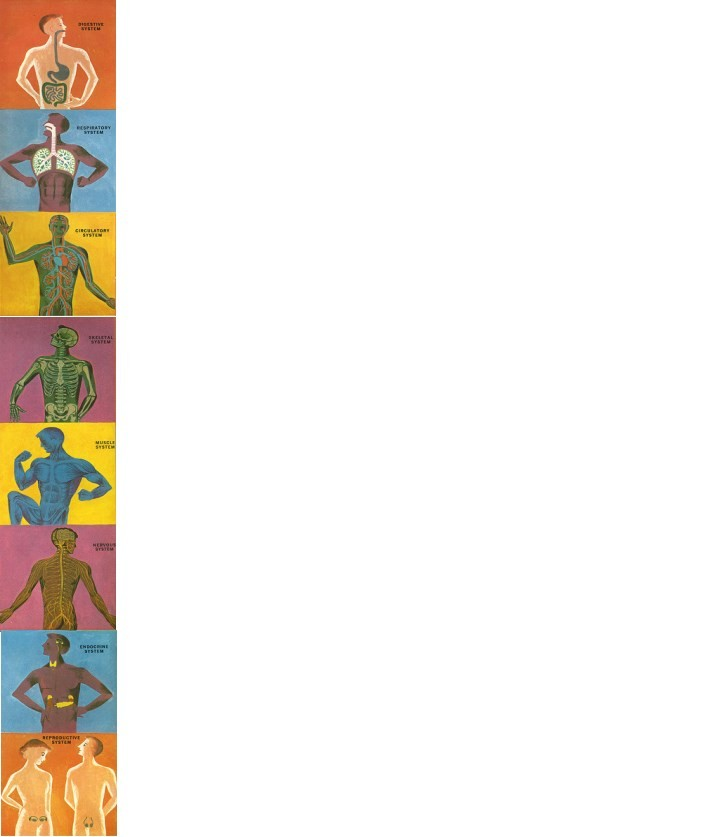 DIGESTIVE
SYSTEM
RESPIRATORY
SYSTEM
CIRCULATORY
SYSTEM
SKELETAL
SYSTEM
MUSCLE
SYSTEM
NERVOUS
SYSTEM
ENDOCRINE
SYSTEM
REPRODUCTIVE
SYSTEM